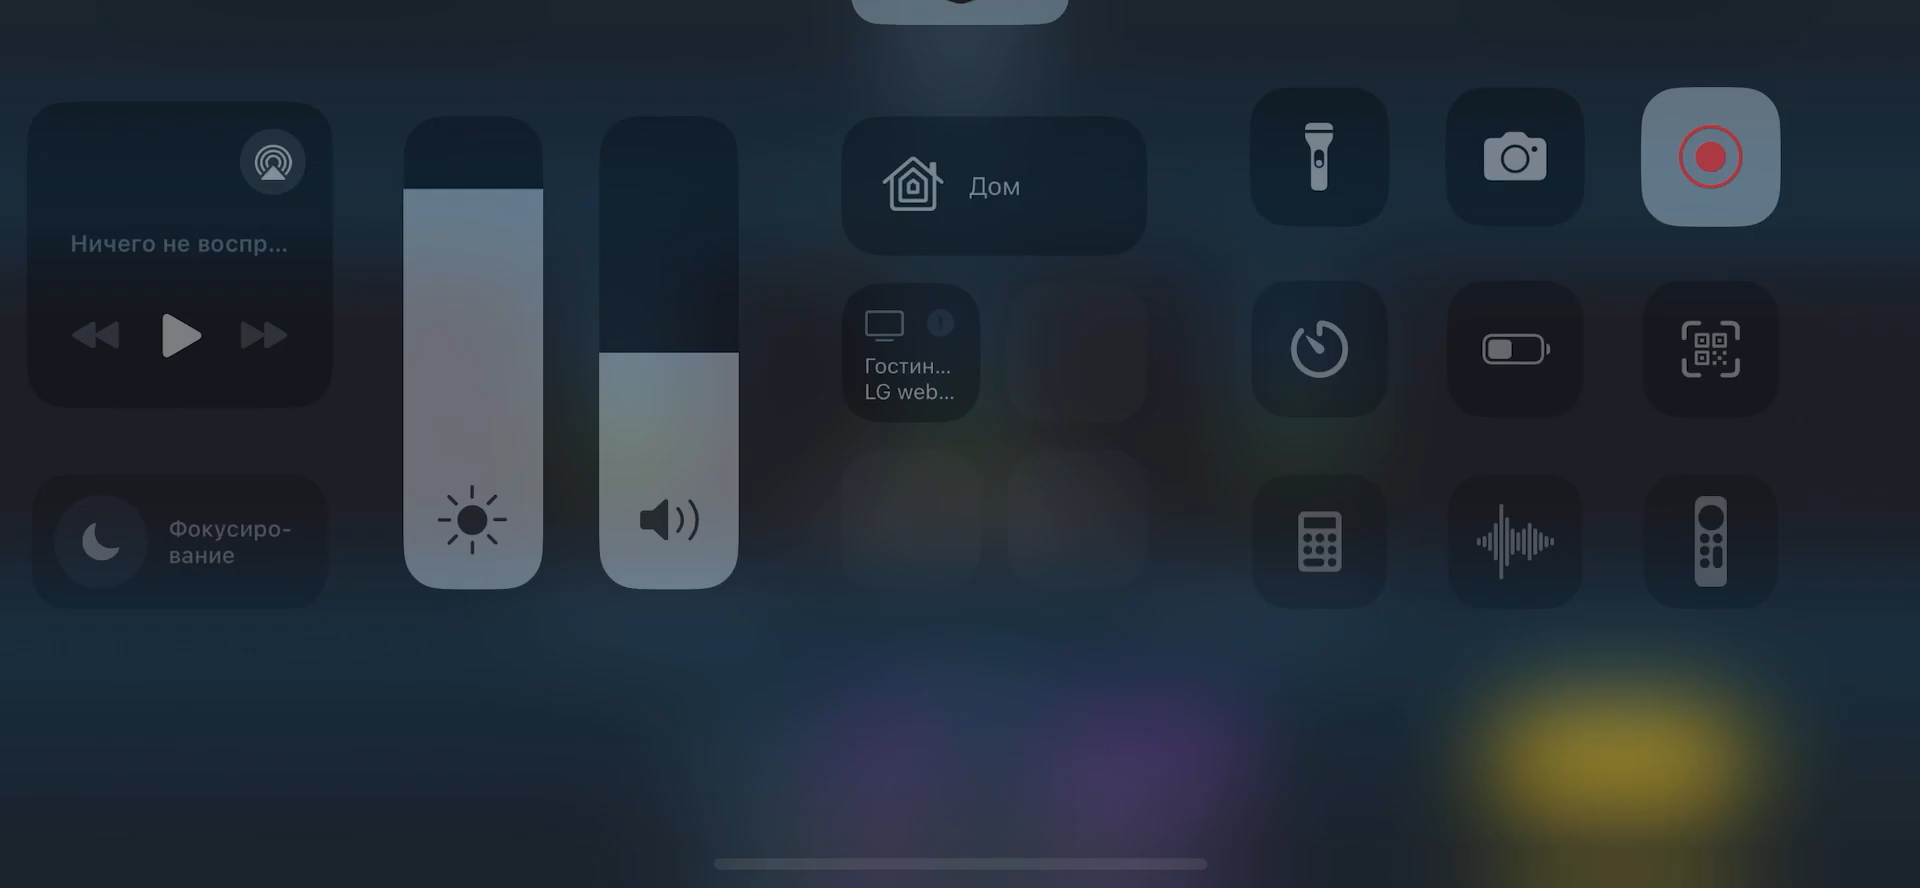 Ничего не воспр...
Фокусиро-
вание
Дом
Гостин...
LG web...